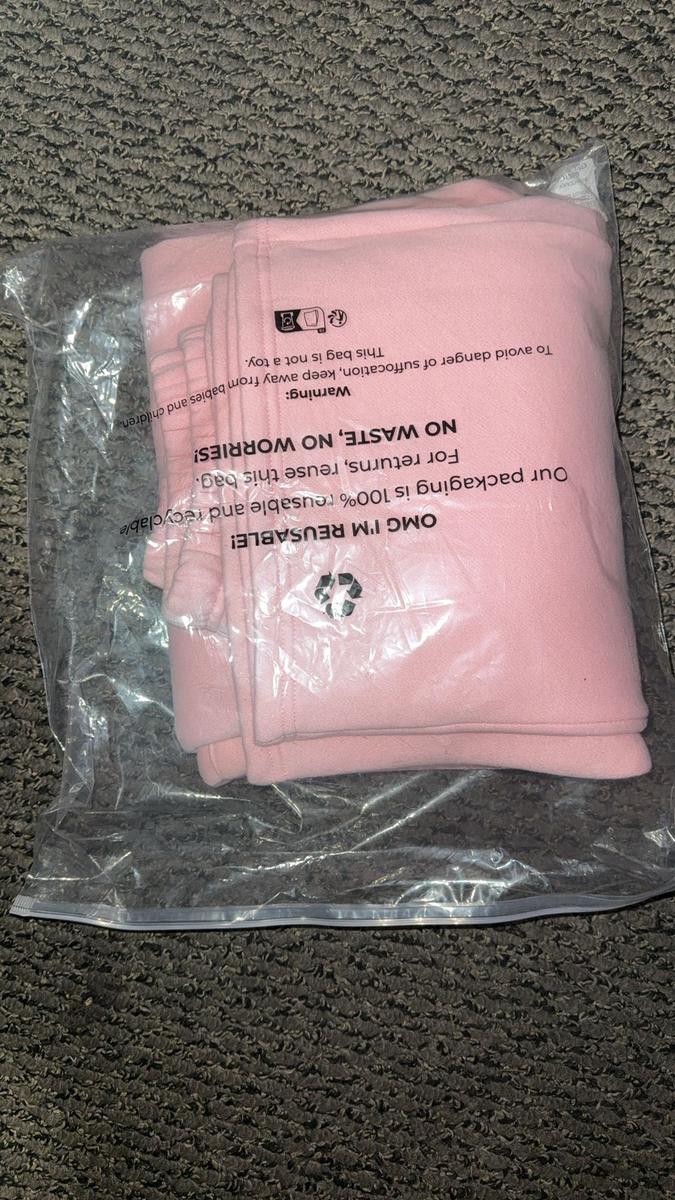 OMG I'M REUSABLE!
Our packaging is 100% reusable and recyclable
For returns, reuse this bag.
NO WASTE, NO WORRIES!
Warning:
To avoid danger of suffocation, keep away from babies and children.
This bag is not a toy.